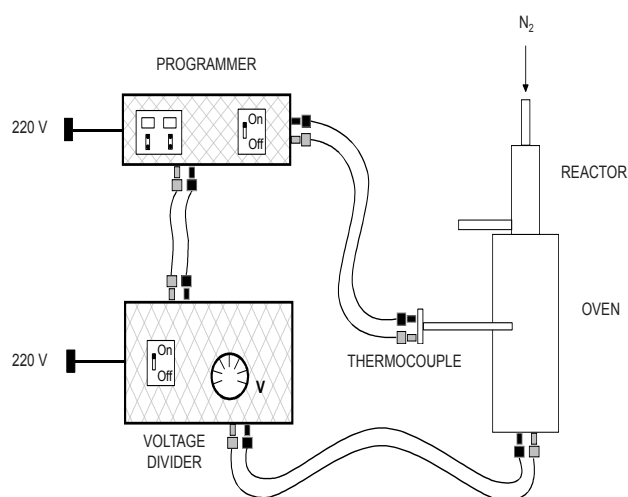 N2
PROGRAMMER
On
Off
220 V
REACTOR
OVEN
On
Off
V
220 V
THERMOCOUPLE
VOLTAGE
DIVIDER